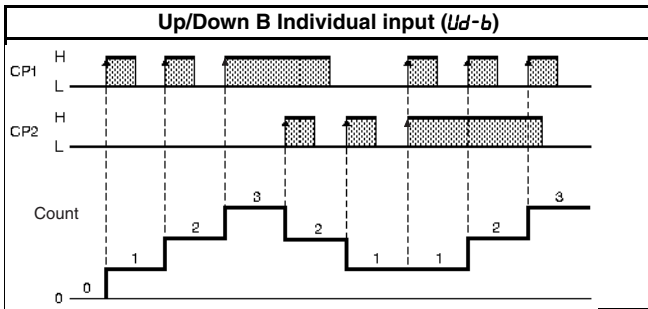 Up/Down B Individual input (Ud-b)
CP1 H
L
CP2 H
L
Count
3 3
2 2 2
1 1 1
0
0